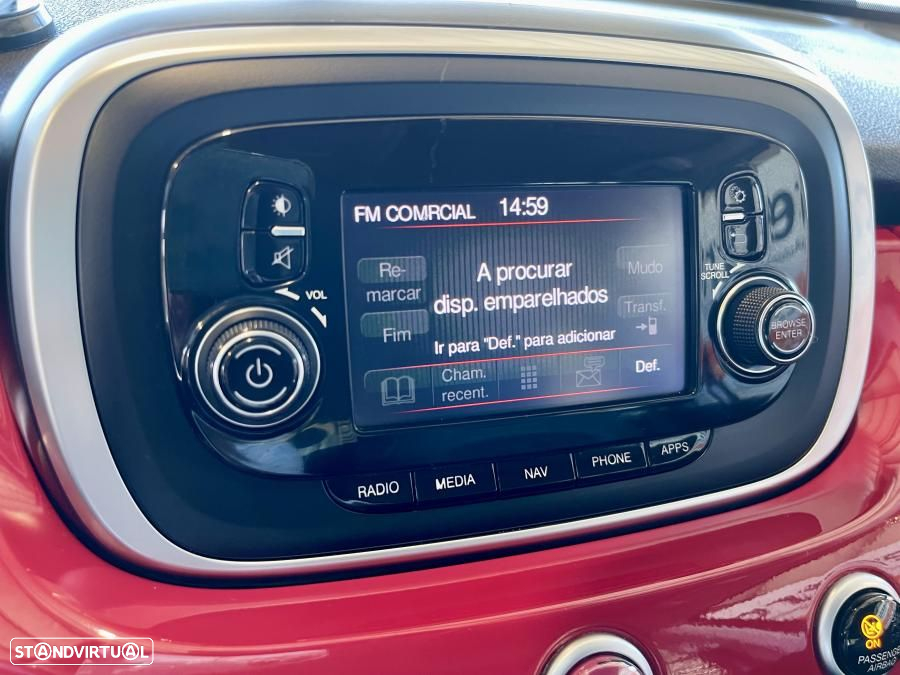 FM COMRCIAL 14:59
VOL
TUNE
SCROLL
Re-
marcar
A procurar
disp. emparelhados
Mudo
Fim
Transf.
Ir para "Def." para adicionar
Cham.
recent.
Def.
BROWSE
ENTER
RADIO MEDIA NAV PHONE APPS
ON
PASSENGER
AIRBAG
STANDVIRTUAL